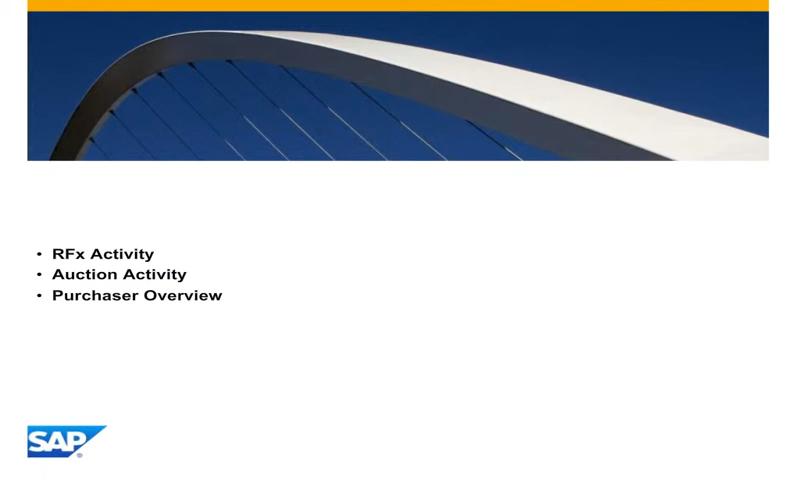 • RFx Activity
• Auction Activity
• Purchaser Overview
SAP®